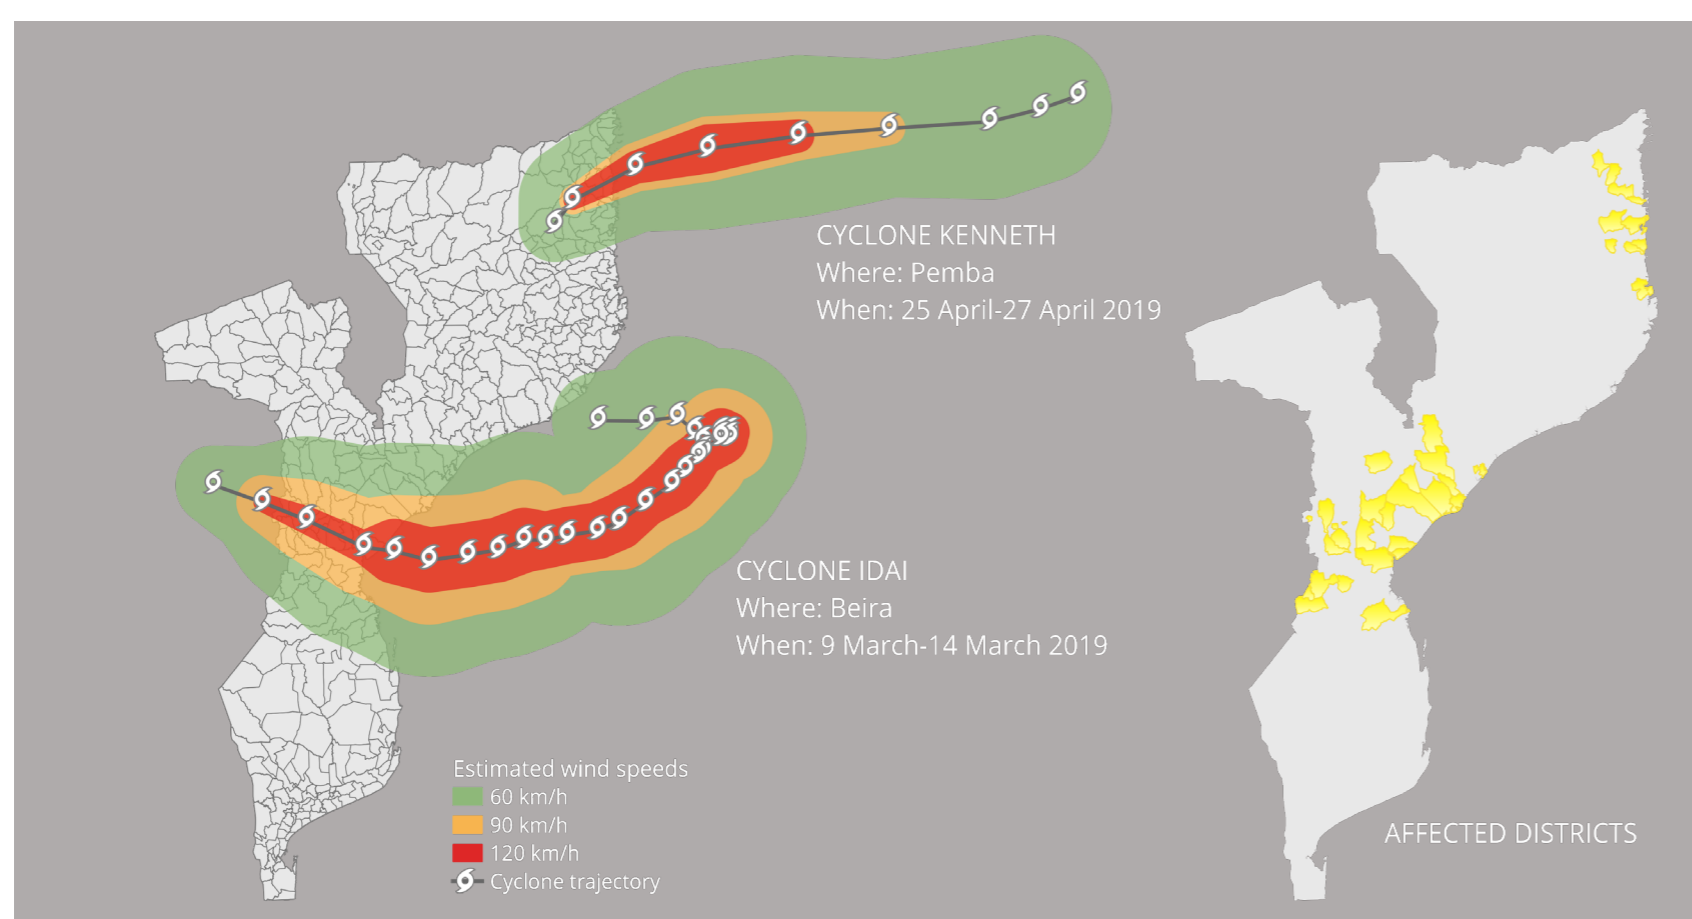 CYCLONE KENNETH
Where: Pemba
When: 25 April-27 April 2019
CYCLONE IDAI
Where: Beira
When: 9 March-14 March 2019
Estimated wind speeds
60 km/h
90 km/h
120 km/h
Cyclone trajectory
AFFECTED DISTRICTS